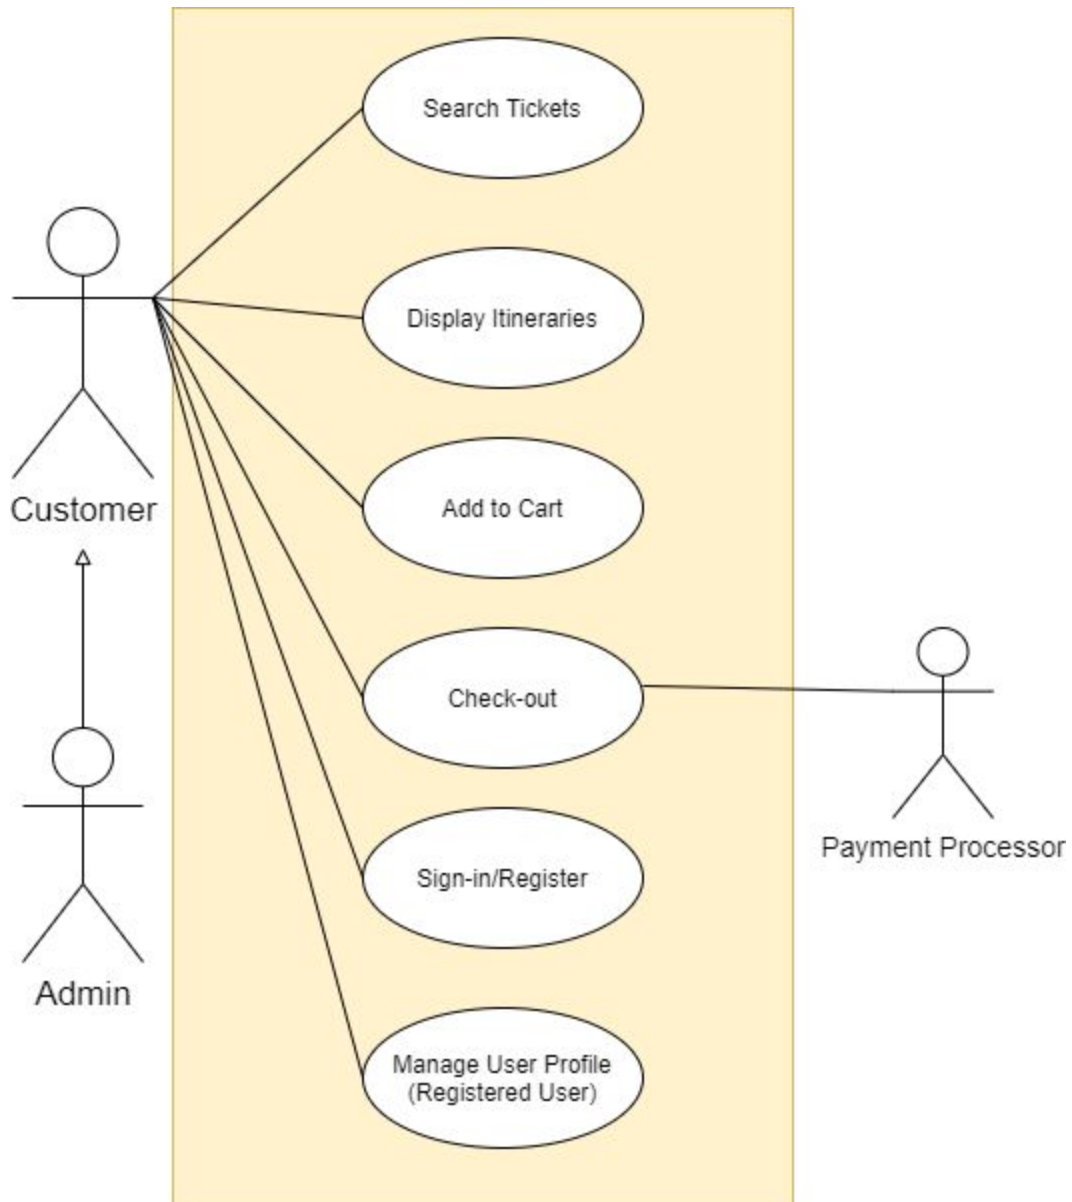 Search Tickets
Display Itineraries
Add to Cart
Customer
Check-out
Payment Processor
Sign-in/Register
Admin
Manage User Profile
(Registered User)